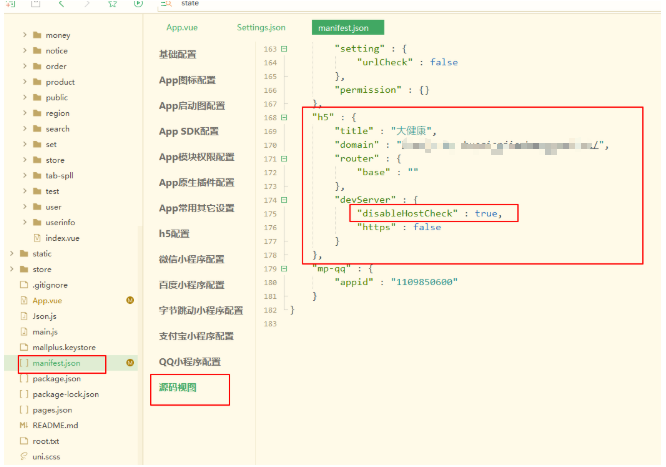 state
App.vue
Settings.json
manifest.json
money
notice
order
product
public
region
search
set
store
tab-spll
test
user
userinfo
index.vue
static
store
.gitignore
App.vue
Json.js
main.js
mallplus.keystore
manifest.json
package.json
package-lock.json
pages.json
README.md
root.txt
uni.scss
基础配置
App图标配置
App启动图配置
App SDK配置
App模块权限配置
App原生插件配置
App常用其它设置
h5配置
微信小程序配置
百度小程序配置
字节跳动小程序配置
支付宝小程序配置
QQ小程序配置
源码视图
163 "setting" : {
164 "urlCheck" : false
165 },
166 "permission" : {}
167 },
168 "h5" : {
169 "title" : "大健康",
170 "domain" : "/",
171 "router" : {
172 "base" : ""
173 },
174 "devServer" : {
175 "disableHostCheck" : true,
176 "https" : false
177 }
178 },
179 "mp-qq" : {
180 "appid" : "1109850600"
181 }
182 }
183